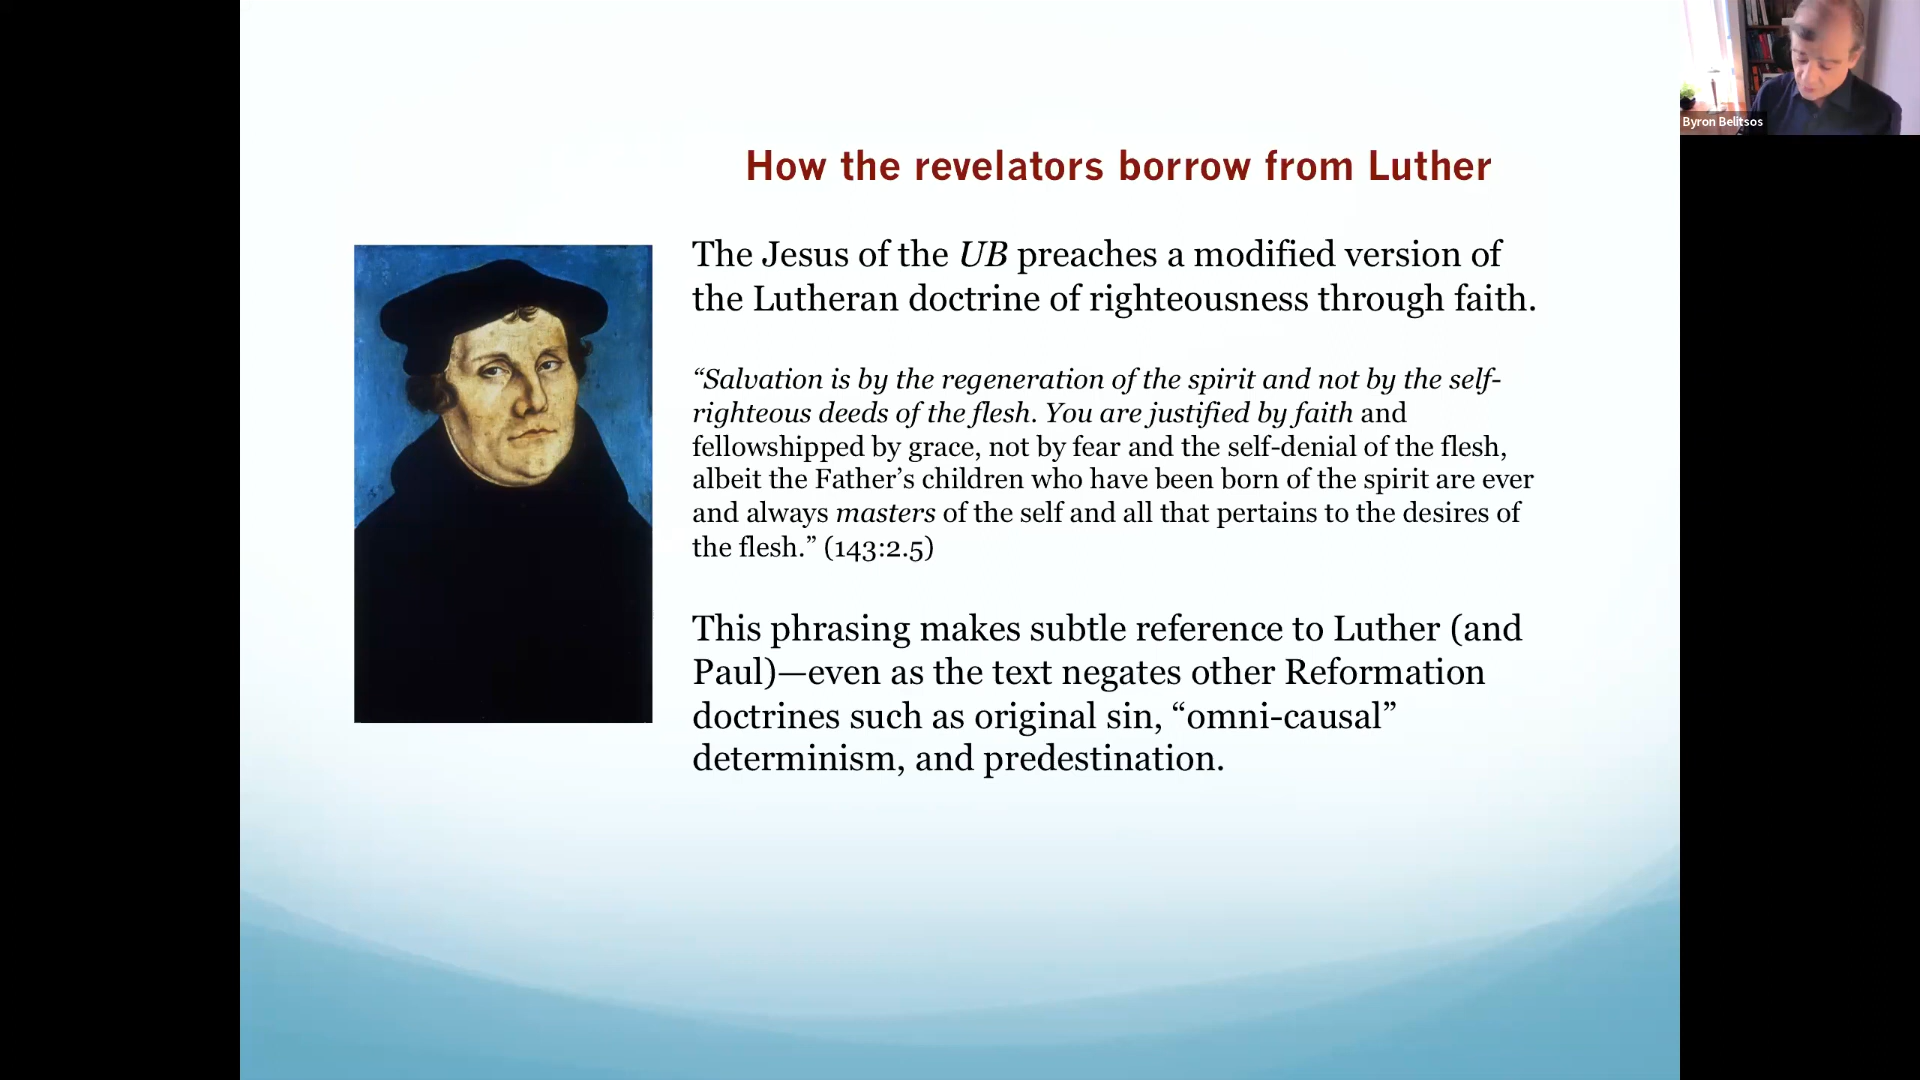 Byron Belitsos
How the revelators borrow from Luther
The Jesus of the UB preaches a modified version of
the Lutheran doctrine of righteousness through faith.
“Salvation is by the regeneration of the spirit and not by the self-
righteous deeds of the flesh. You are justified by faith and
fellowshipped by grace, not by fear and the self-denial of the flesh,
albeit the Father’s children who have been born of the spirit are ever
and always masters of the self and all that pertains to the desires of
the flesh.” (143:2.5)
This phrasing makes subtle reference to Luther (and
Paul)—even as the text negates other Reformation
doctrines such as original sin, “omni-causal”
determinism, and predestination.